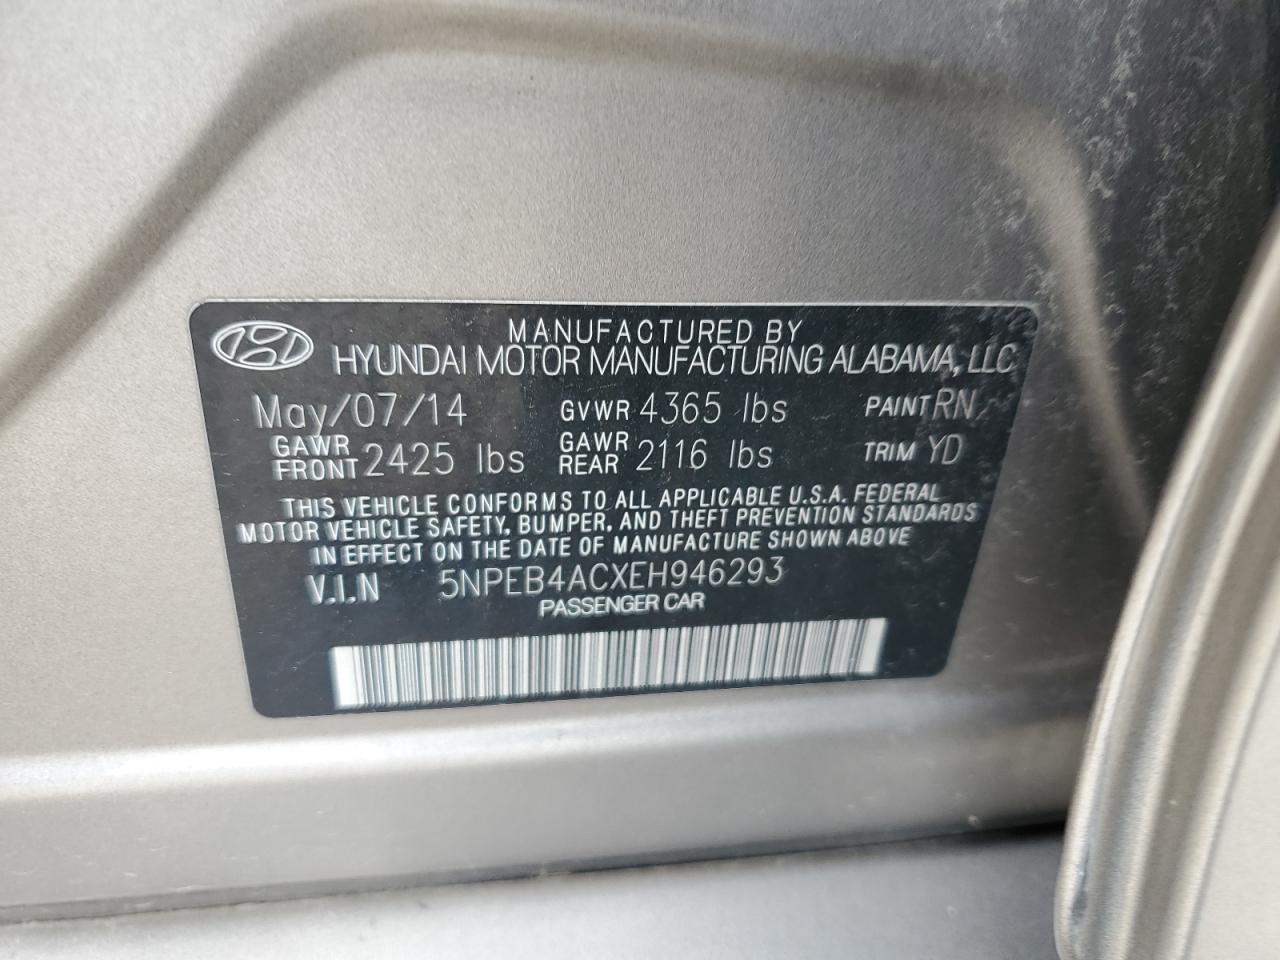 MANUFACTURED BY
HYUNDAI MOTOR MANUFACTURING ALABAMA, LLC
May/07/14 GVWR 4365 lbs PAINT RN
GAWR FRONT 2425 lbs GAWR REAR 2116 lbs TRIM YD
THIS VEHICLE CONFORMS TO ALL APPLICABLE U.S.A. FEDERAL
MOTOR VEHICLE SAFETY, BUMPER, AND THEFT PREVENTION STANDARDS
IN EFFECT ON THE DATE OF MANUFACTURE SHOWN ABOVE
V.I.N 5NPEB4ACXEH946293
PASSENGER CAR